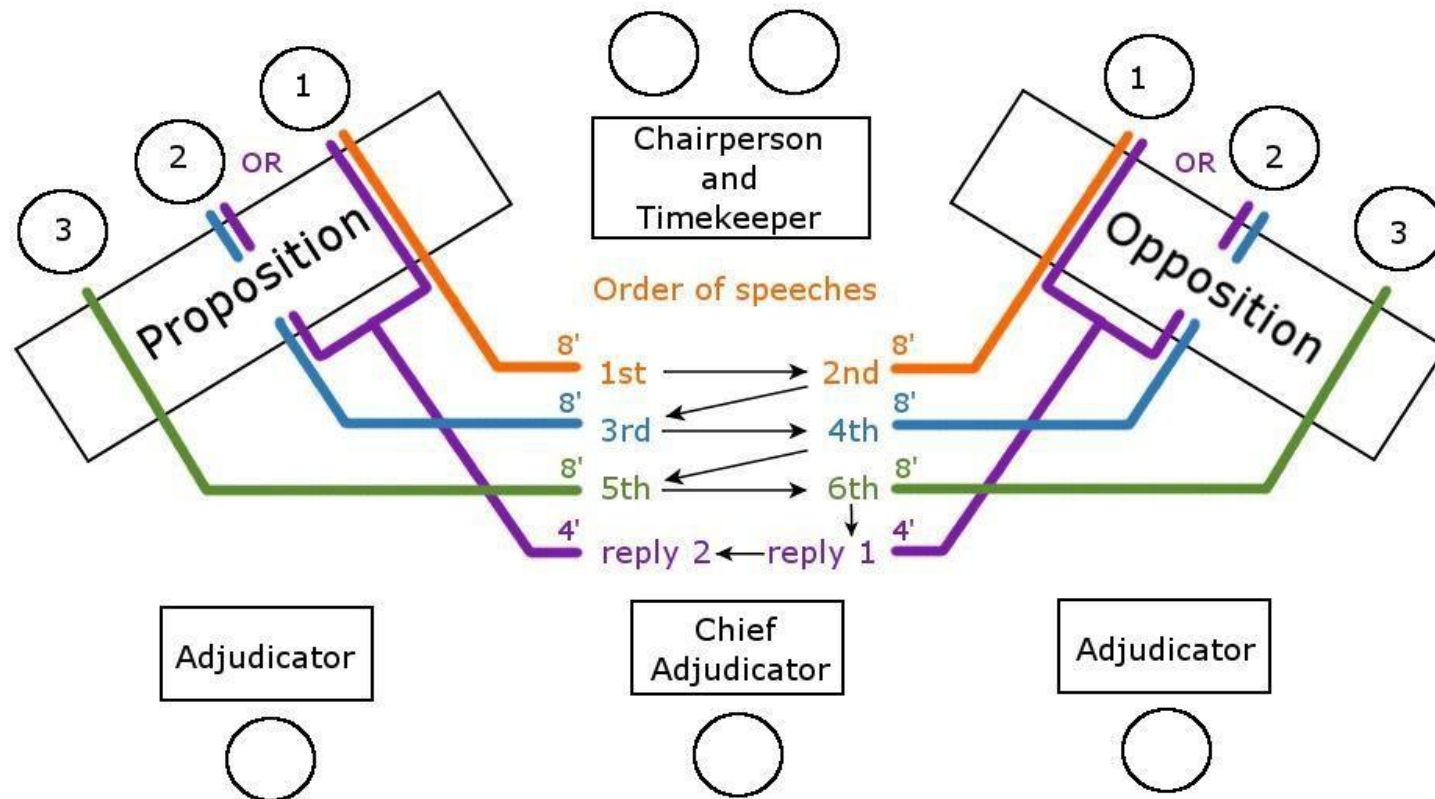 1
2
OR
3
Proposition
Chairperson
and
Timekeeper
1
OR
2
3
Opposition
Order of speeches
8' 1st 2nd 8'
8' 3rd 4th 8'
8' 5th 6th 8'
4' reply 2 reply 1 4'
Adjudicator
Chief
Adjudicator
Adjudicator